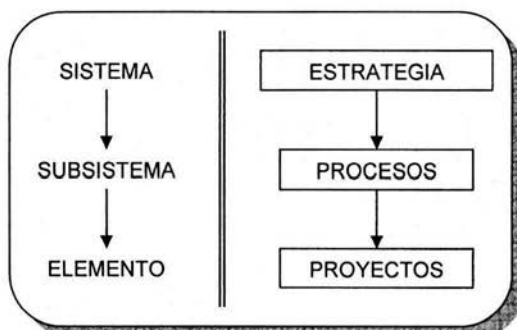 SISTEMA
SUBSISTEMA
ELEMENTO
ESTRATEGIA
PROCESOS
PROYECTOS